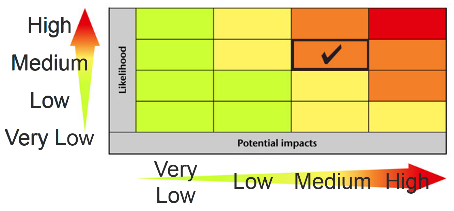 High
Medium
Low
Very Low
Likelihood
Potential impacts
Very
Low
Low
Medium
High